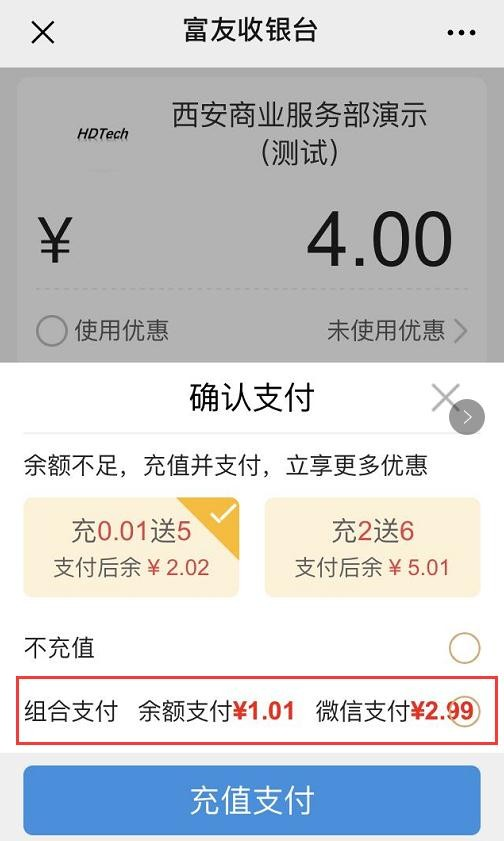 富友收银台
HDTech
西安商业服务部演示
（测试）
¥ 4.00
使用优惠 未使用优惠
确认支付
余额不足，充值并支付，立享更多优惠
充0.01送5
支付后余¥2.02
充2送6
支付后余¥5.01
不充值
组合支付 余额支付¥1.01 微信支付¥2.99
充值支付